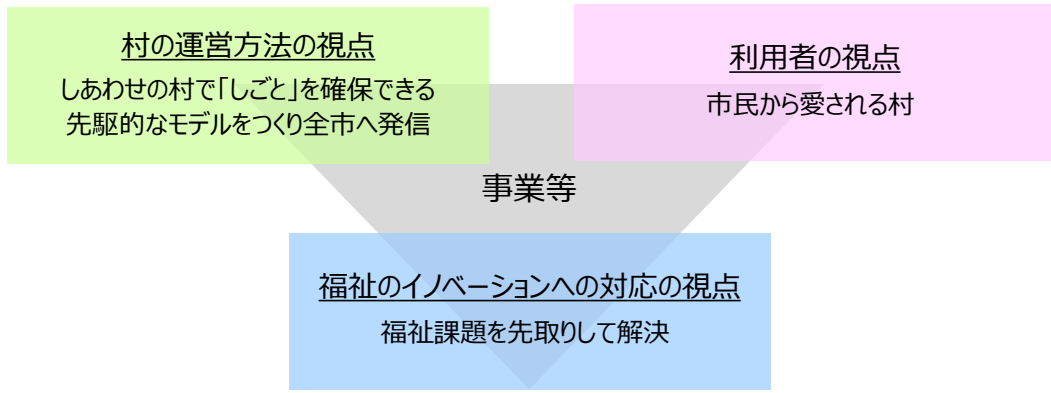 村の運営方法の視点
しあわせの村で「しごと」を確保できる
先駆的なモデルをつくり全市へ発信
利用者の視点
市民から愛される村
事業等
福祉のイノベーションへの対応の視点
福祉課題を先取りして解決